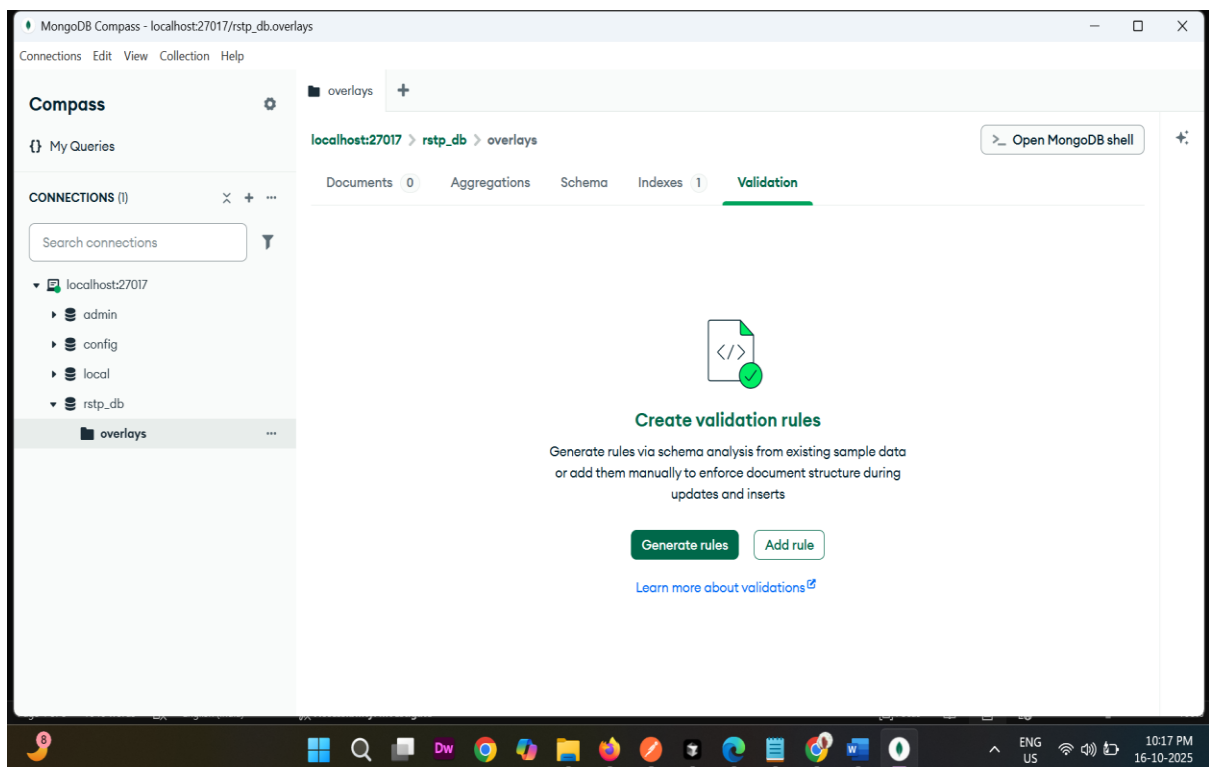 MongoDB Compass - localhost:27017/rstp_db.overlays
Connections Edit View Collection Help
Compass
overlays
{} My Queries
localhost:27017 > rstp_db > overlays
>_ Open MongoDB shell
Documents 0 Aggregations Schema Indexes 1 Validation
CONNECTIONS (1)
Search connections
localhost:27017
admin
config
local
rstp_db
overlays
</>
Create validation rules
Generate rules via schema analysis from existing sample data
or add them manually to enforce document structure during
updates and inserts
Generate rules Add rule
Learn more about validations
8
Dw
ENG
US
10:17 PM
16-10-2025